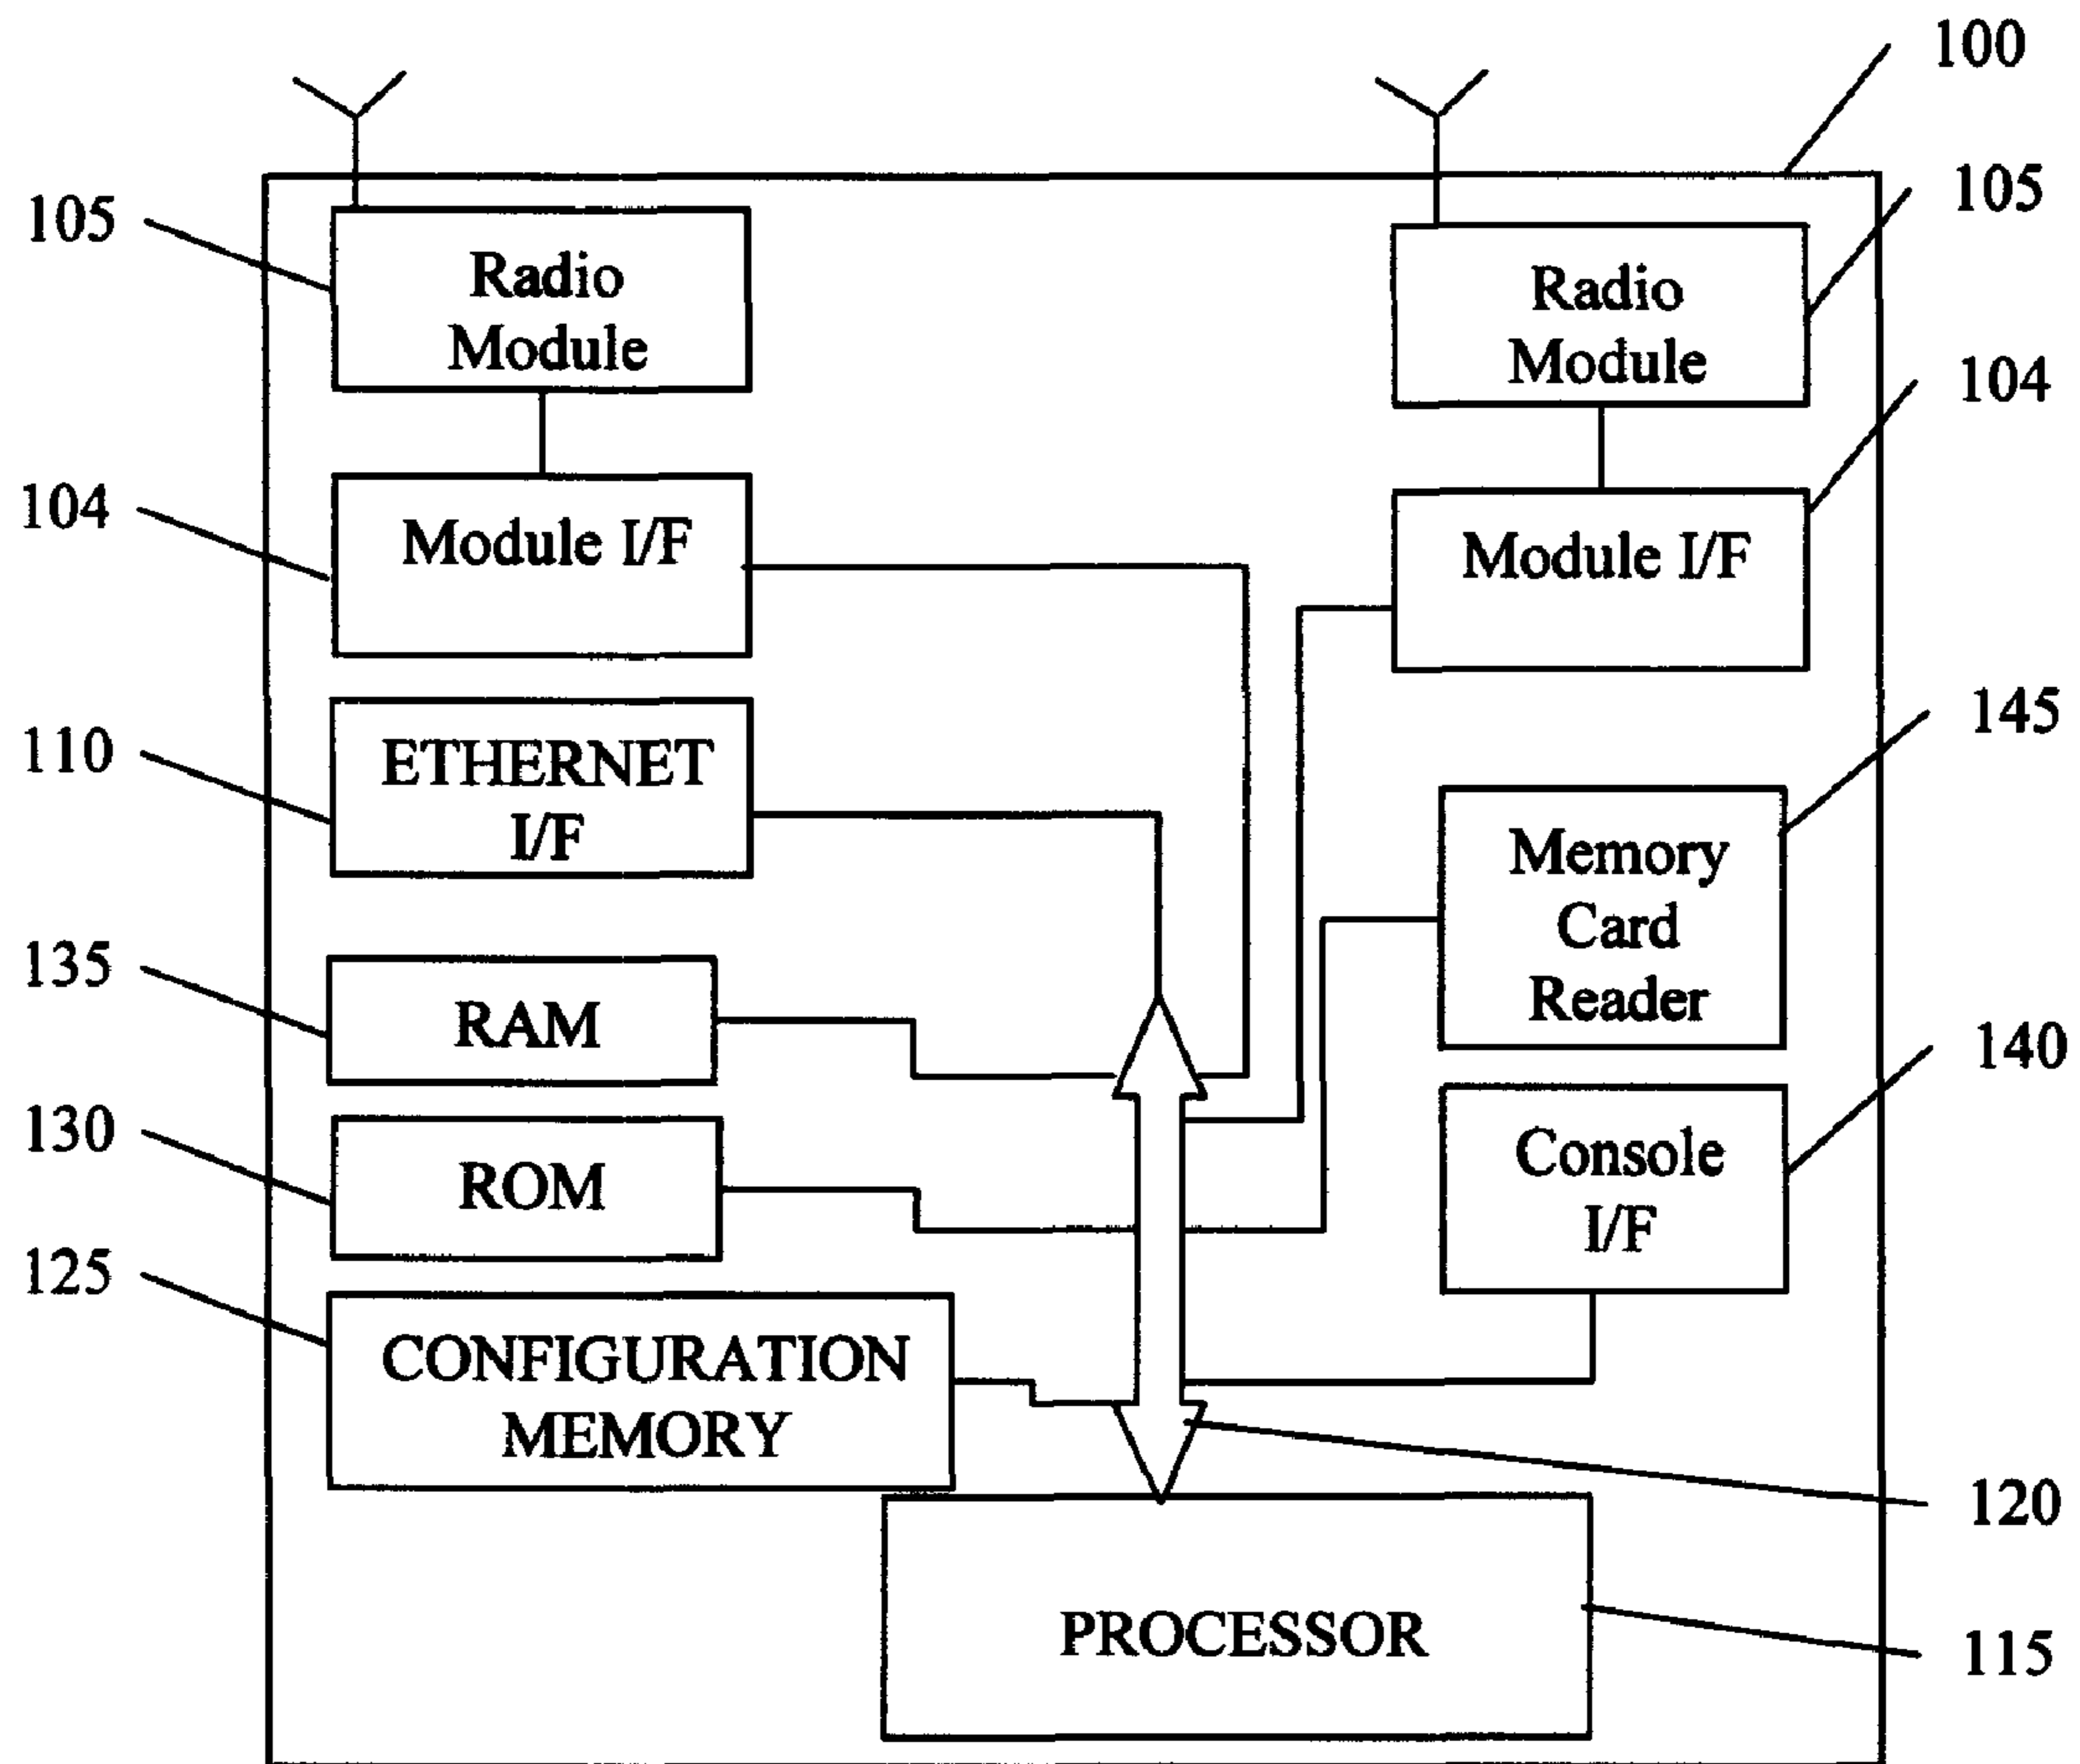 100
105
Radio
Module
105
Radio
Module
104
Module I/F
104
Module I/F
110
ETHERNET
I/F
145
Memory
Card
Reader
135
RAM
140
Console
I/F
130
ROM
125
CONFIGURATION
MEMORY
120
PROCESSOR
115